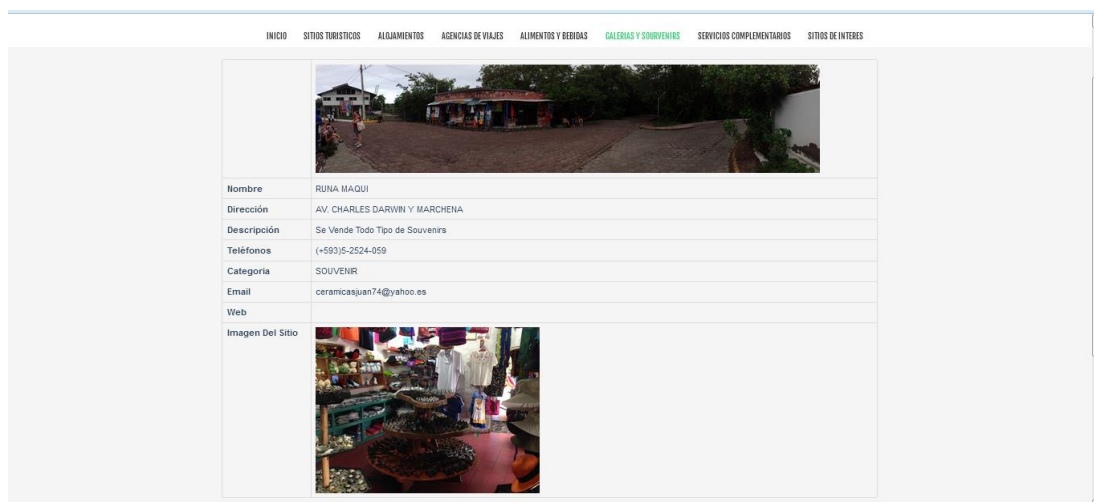 INICIO SITIOS TURISTICOS ALOJAMIENTOS AGENCIAS DE VIAJES ALIMENTOS Y BEBIDAS GALERIAS Y SOURVENIRS SERVICIOS COMPLEMENTARIOS SITIOS DE INTERES
Nombre RUNA MAQUI
Dirección AV. CHARLES DARWIN Y MARCHENA
Descripción Se Vende Todo Tipo de Souvenirs
Teléfonos (+593)5-2524-059
Categoria SOUVENIR
Email ceramicasjuan74@yahoo.es
Web
Imagen Del Sitio